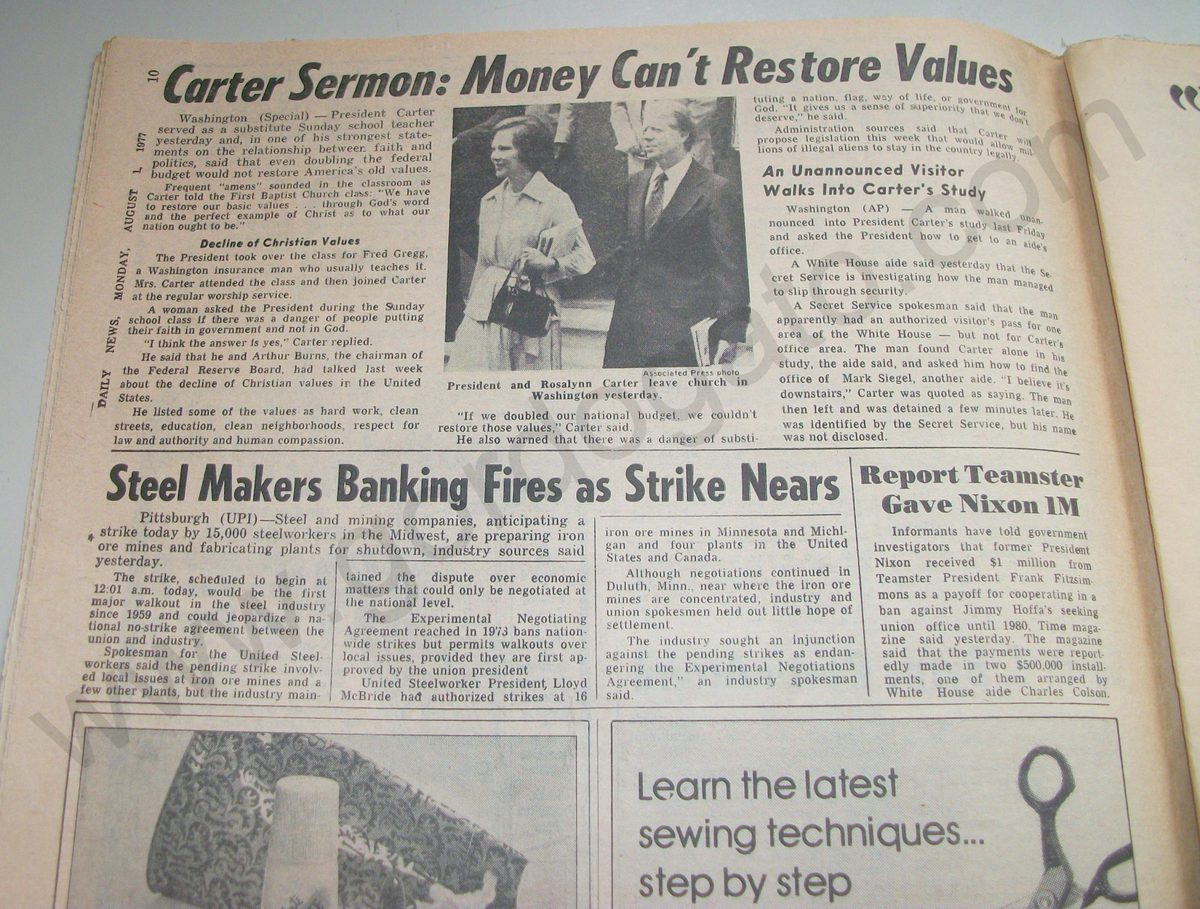 10
DAILY NEWS, MONDAY, AUGUST 1, 1977
Carter Sermon: Money Can't Restore Values
Washington (Special) — President Carter
served as a substitute Sunday school teacher
yesterday and, in one of his strongest state-
ments on the relationship between faith and
politics, said that even doubling the federal
budget would not restore America's old values.
Frequent "amens" sounded in the classroom as
Carter told the First Baptist Church class: "We have
to restore our basic values . . . through God's word
and the perfect example of Christ as to what our
nation ought to be."
Decline of Christian Values
The President took over the class for Fred Gregg,
a Washington insurance man who usually teaches it.
Mrs. Carter attended the class and then joined Carter
at the regular worship service.
A woman asked the President during the Sunday
school class if there was a danger of people putting
their faith in government and not in God.
"I think the answer is yes," Carter replied.
He said that he and Arthur Burns, the chairman of
the Federal Reserve Board, had talked last week
about the decline of Christian values in the United
States.
He listed some of the values as hard work, clean
streets, education, clean neighborhoods, respect for
law and authority and human compassion.
Associated Press photo
President and Rosalynn Carter leave church in
Washington yesterday.
"If we doubled our national budget, we couldn't
restore those values," Carter said.
He also warned that there was a danger of substi-
tuting a nation, flag, way of life, or government for
God. "It gives us a sense of superiority that we don't
deserve," he said.
Administration sources said that Carter will
propose legislation this week that would allow mil-
lions of illegal aliens to stay in the country legally.
An Unannounced Visitor
Walks Into Carter's Study
Washington (AP) — A man walked unan-
nounced into President Carter's study last Friday
and asked the President how to get to an aide's
office.
A White House aide said yesterday that the Se-
cret Service is investigating how the man managed
to slip through security.
A Secret Service spokesman said that the man
apparently had an authorized visitor's pass for one
area of the White House — but not for Carter's
office area. The man found Carter alone in his
study, the aide said, and asked him how to find the
office of Mark Siegel, another aide. "I believe it's
downstairs," Carter was quoted as saying. The man
then left and was detained a few minutes later. He
was identified by the Secret Service, but his name
was not disclosed.
Steel Makers Banking Fires as Strike Nears
Pittsburgh (UPI)—Steel and mining companies, anticipating a
strike today by 15,000 steelworkers in the Midwest, are preparing iron
ore mines and fabricating plants for shutdown, industry sources said
yesterday.
The strike, scheduled to begin at
12:01 a.m. today, would be the first
major walkout in the steel industry
since 1959 and could jeopardize a na-
tional no-strike agreement between the
union and industry.
Spokesman for the United Steel-
workers said the pending strike involv-
ed local issues at iron ore mines and a
few other plants, but the industry main-
tained the dispute over economic
matters that could only be negotiated at
the national level.
The Experimental Negotiating
Agreement reached in 1973 bans nation-
wide strikes but permits walkouts over
local issues, provided they are first ap-
proved by the union president
United Steelworker President, Lloyd
McBride had authorized strikes at 16
iron ore mines in Minnesota and Michi-
gan and four plants in the United
States and Canada.
Although negotiations continued in
Duluth, Minn., near where the iron ore
mines are concentrated, industry and
union spokesmen held out little hope of
settlement.
The industry sought an injunction
against the pending strikes as endan-
gering the Experimental Negotiations
Agreement," an industry spokesman
said.
Report Teamster
Gave Nixon 1M
Informants have told government
investigators that former President
Nixon received $1 million from
Teamster President Frank Fitzsim-
mons as a payoff for cooperating in a
ban against Jimmy Hoffa's seeking
union office until 1980, Time maga-
zine said yesterday. The magazine
said that the payments were report-
edly made in two $500,000 install-
ments, one of them arranged by
White House aide Charles Colson.
Learn the latest
sewing techniques...
step by step